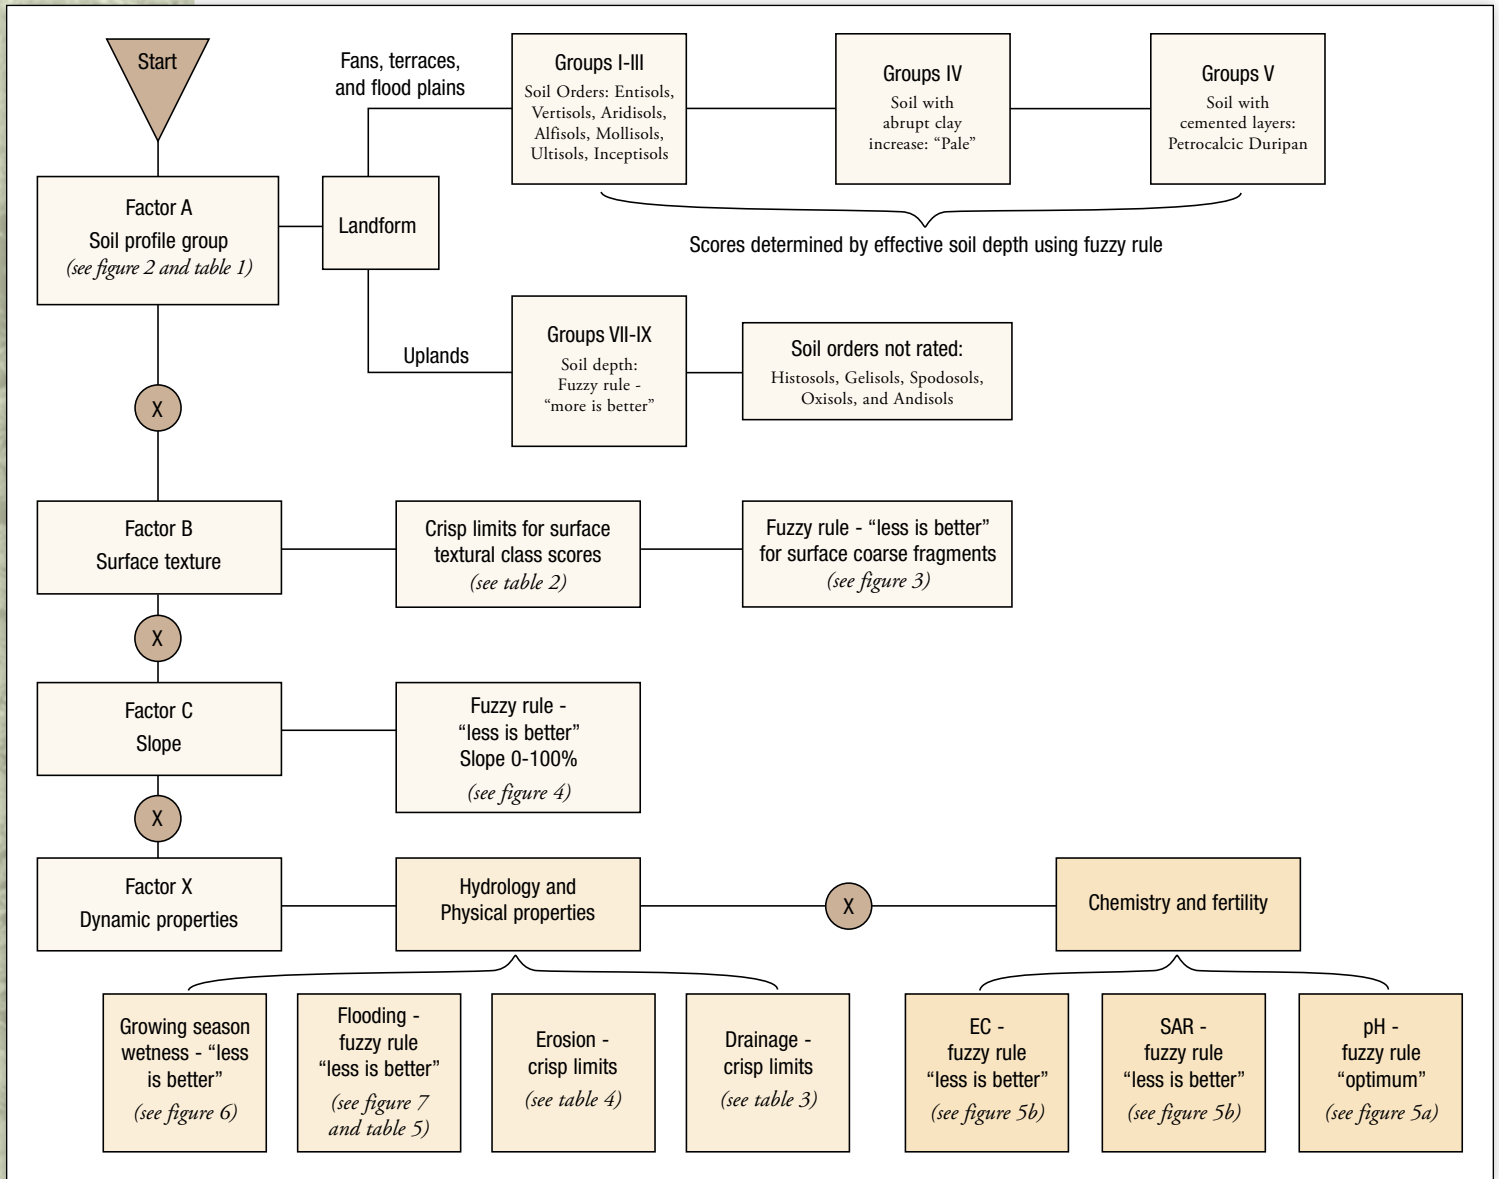 Start
Fans, terraces,
and flood plains
Groups I-III
Soil Orders: Entisols,
Vertisols, Aridisols,
Alfisols, Mollisols,
Ultisols, Inceptisols
Groups IV
Soil with
abrupt clay
increase: “Pale”
Groups V
Soil with
cemented layers:
Petrocalcic Duripan
Factor A
Soil profile group
(see figure 2 and table 1)
Landform
Scores determined by effective soil depth using fuzzy rule
Uplands
Groups VII-IX
Soil depth:
Fuzzy rule -
“more is better”
Soil orders not rated:
Histosols, Gelisols, Spodosols,
Oxisols, and Andisols
X
Factor B
Surface texture
Crisp limits for surface
textural class scores
(see table 2)
Fuzzy rule - “less is better”
for surface coarse fragments
(see figure 3)
X
Factor C
Slope
Fuzzy rule -
“less is better”
Slope 0-100%
(see figure 4)
X
Factor X
Dynamic properties
Hydrology and
Physical properties
X
Chemistry and fertility
Growing season
wetness - “less
is better”
(see figure 6)
Flooding -
fuzzy rule
“less is better”
(see figure 7
and table 5)
Erosion -
crisp limits
(see table 4)
Drainage -
crisp limits
(see table 3)
EC -
fuzzy rule
“less is better”
(see figure 5b)
SAR -
fuzzy rule
“less is better”
(see figure 5b)
pH -
fuzzy rule
“optimum”
(see figure 5a)